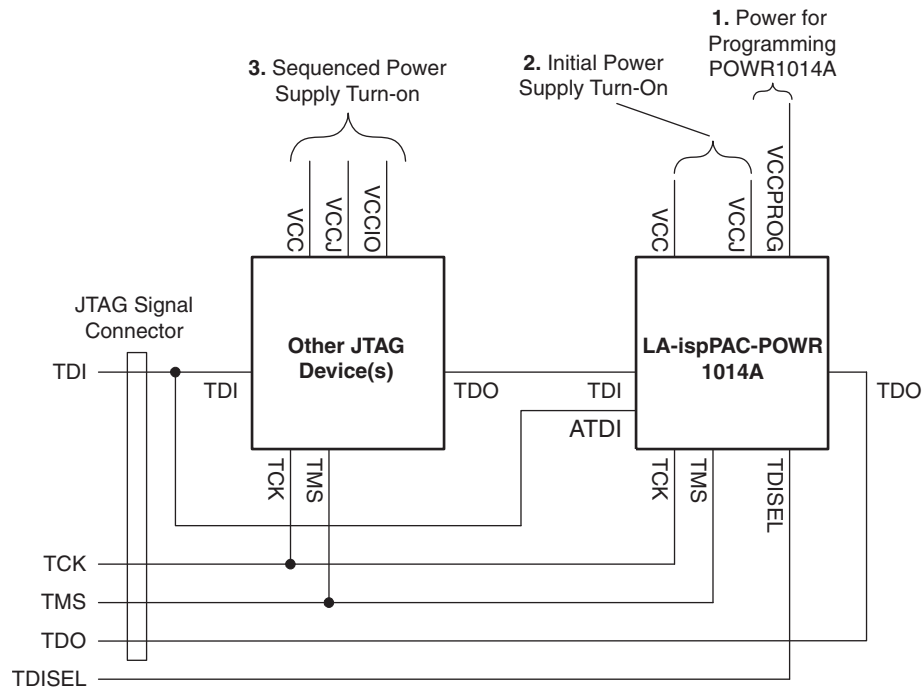 1. Power for
Programming
POWR1014A
2. Initial Power
Supply Turn-On
3. Sequenced Power
Supply Turn-on
VCC
VCCJ
VCCIO
VCC
VCCJ
VCCPROG
JTAG Signal
Connector
Other JTAG
Device(s)
LA-ispPAC-POWR
1014A
TDI
TDI
TDO
TDI
TDO
ATDI
TCK
TMS
TCK
TMS
TDISEL
TCK
TMS
TDO
TDISEL